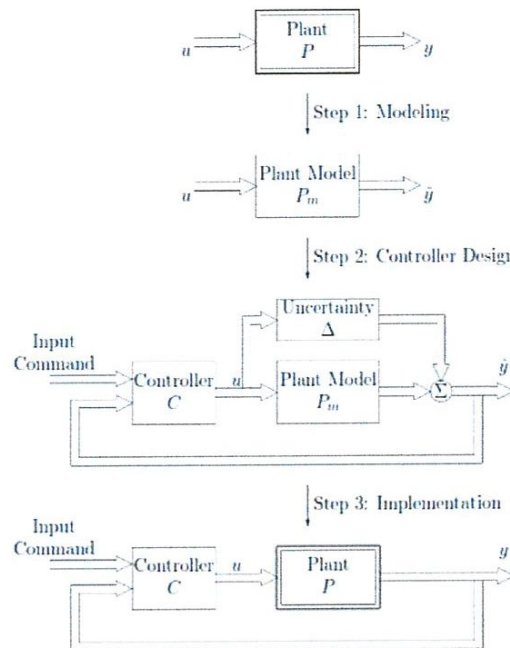 Plant
P
u
y
Step 1: Modeling
Plant Model
P_m
u
ŷ
Step 2: Controller Design
Uncertainty
Δ
Input
Command
Controller
C
u
Plant Model
P_m
Σ
ŷ
Step 3: Implementation
Input
Command
Controller
C
u
Plant
P
y